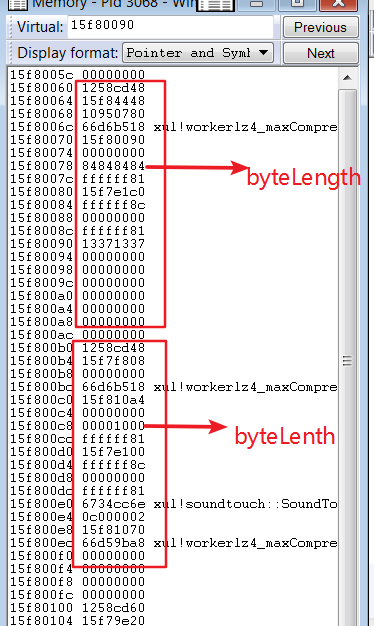 Memory - Pid 3068 - Win
Virtual: 15f80090 Previous
Display format: Pointer and Symb Next
15f8005c 00000000
15f80060 1258cd48
15f80064 15f84448
15f80068 10950780
15f8006c 66d6b518 xul!workerlz4_maxCompre
15f80070 15f80090
15f80074 00000000
15f80078 84848484 byteLength
15f8007c ffffff81
15f80080 15f7e1c0
15f80084 ffffff8c
15f80088 00000000
15f8008c ffffff81
15f80090 13371337
15f80094 00000000
15f80098 00000000
15f8009c 00000000
15f800a0 00000000
15f800a4 00000000
15f800a8 00000000
15f800ac 00000000
15f800b0 1258cd48
15f800b4 15f7f808
15f800b8 00000000
15f800bc 66d6b518 xul!workerlz4_maxCompre
15f800c0 15f810a4
15f800c4 00000000
15f800c8 00001000 byteLenth
15f800cc ffffff81
15f800d0 15f7e100
15f800d4 ffffff8c
15f800d8 00000000
15f800dc ffffff81
15f800e0 6734cc6e xul!soundtouch::SoundTo
15f800e4 0c000002
15f800e8 15f81070
15f800ec 66d59ba8 xul!workerlz4_maxCompre
15f800f0 00000000
15f800f4 00000000
15f800f8 00000000
15f800fc 00000000
15f80100 1258cd60
15f80104 15f79e20